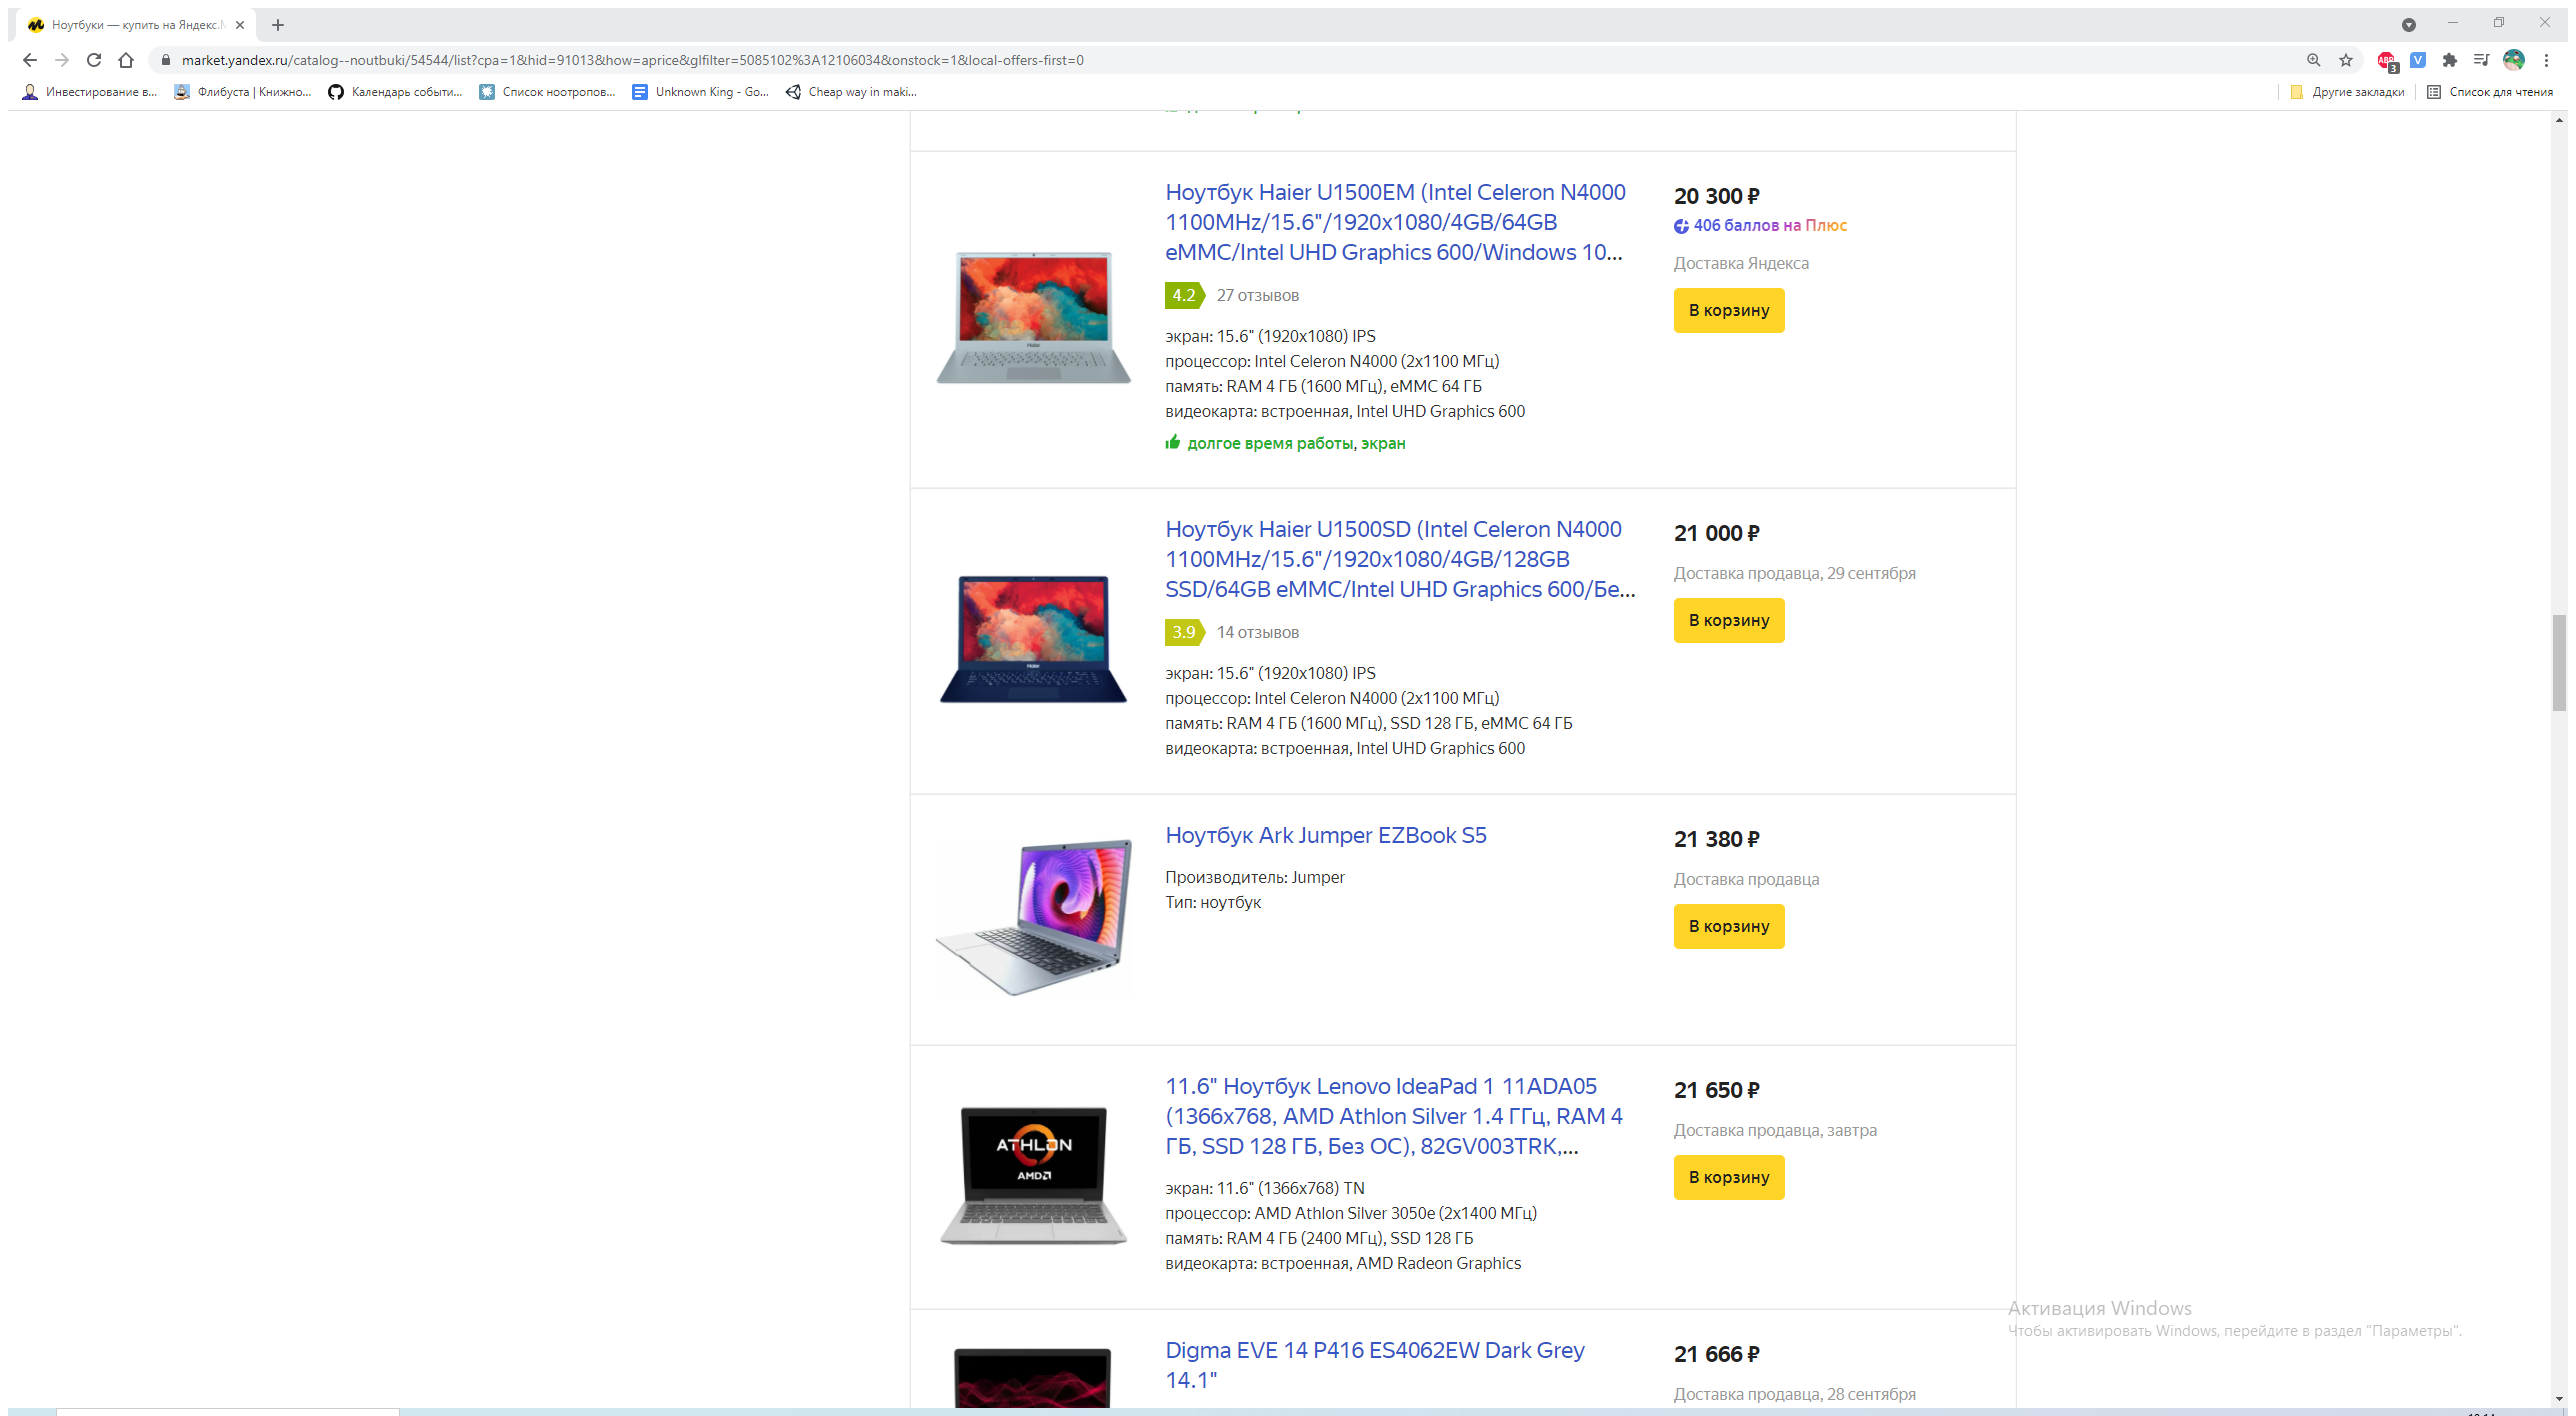 Ноутбуки — купить на Яндекс.М
market.yandex.ru/catalog--noutbuki/54544/list?cpa=1&hid=91013&how=aprice&glfilter=5085102%3A12106034&onstock=1&local-offers-first=0
ABP 3
V
Инвестирование в...
Флибуста | Книжно...
Календарь событи...
Список ноотропов...
Unknown King - Go...
Cheap way in maki...
Другие закладки
Список для чтения
Ноутбук Haier U1500EM (Intel Celeron N4000
1100MHz/15.6"/1920x1080/4GB/64GB
eMMC/Intel UHD Graphics 600/Windows 10...
4.2 27 отзывов
экран: 15.6" (1920x1080) IPS
процессор: Intel Celeron N4000 (2x1100 МГц)
память: RAM 4 ГБ (1600 МГц), eMMC 64 ГБ
видеокарта: встроенная, Intel UHD Graphics 600
долгое время работы, экран
20 300 ₽
406 баллов на Плюс
Доставка Яндекса
В корзину
Haier
Ноутбук Haier U1500SD (Intel Celeron N4000
1100MHz/15.6"/1920x1080/4GB/128GB
SSD/64GB eMMC/Intel UHD Graphics 600/Бе...
3.9 14 отзывов
экран: 15.6" (1920x1080) IPS
процессор: Intel Celeron N4000 (2x1100 МГц)
память: RAM 4 ГБ (1600 МГц), SSD 128 ГБ, eMMC 64 ГБ
видеокарта: встроенная, Intel UHD Graphics 600
21 000 ₽
Доставка продавца, 29 сентября
В корзину
Haier
Ноутбук Ark Jumper EZBook S5
Производитель: Jumper
Тип: ноутбук
21 380 ₽
Доставка продавца
В корзину
11.6" Ноутбук Lenovo IdeaPad 1 11ADA05
(1366x768, AMD Athlon Silver 1.4 ГГц, RAM 4
ГБ, SSD 128 ГБ, Без ОС), 82GV003TRK,...
экран: 11.6" (1366x768) TN
процессор: AMD Athlon Silver 3050e (2x1400 МГц)
память: RAM 4 ГБ (2400 МГц), SSD 128 ГБ
видеокарта: встроенная, AMD Radeon Graphics
21 650 ₽
Доставка продавца, завтра
В корзину
ATHLON
AMD
Digma EVE 14 P416 ES4062EW Dark Grey
14.1"
21 666 ₽
Доставка продавца, 28 сентября
Активация Windows
Чтобы активировать Windows, перейдите в раздел "Параметры".